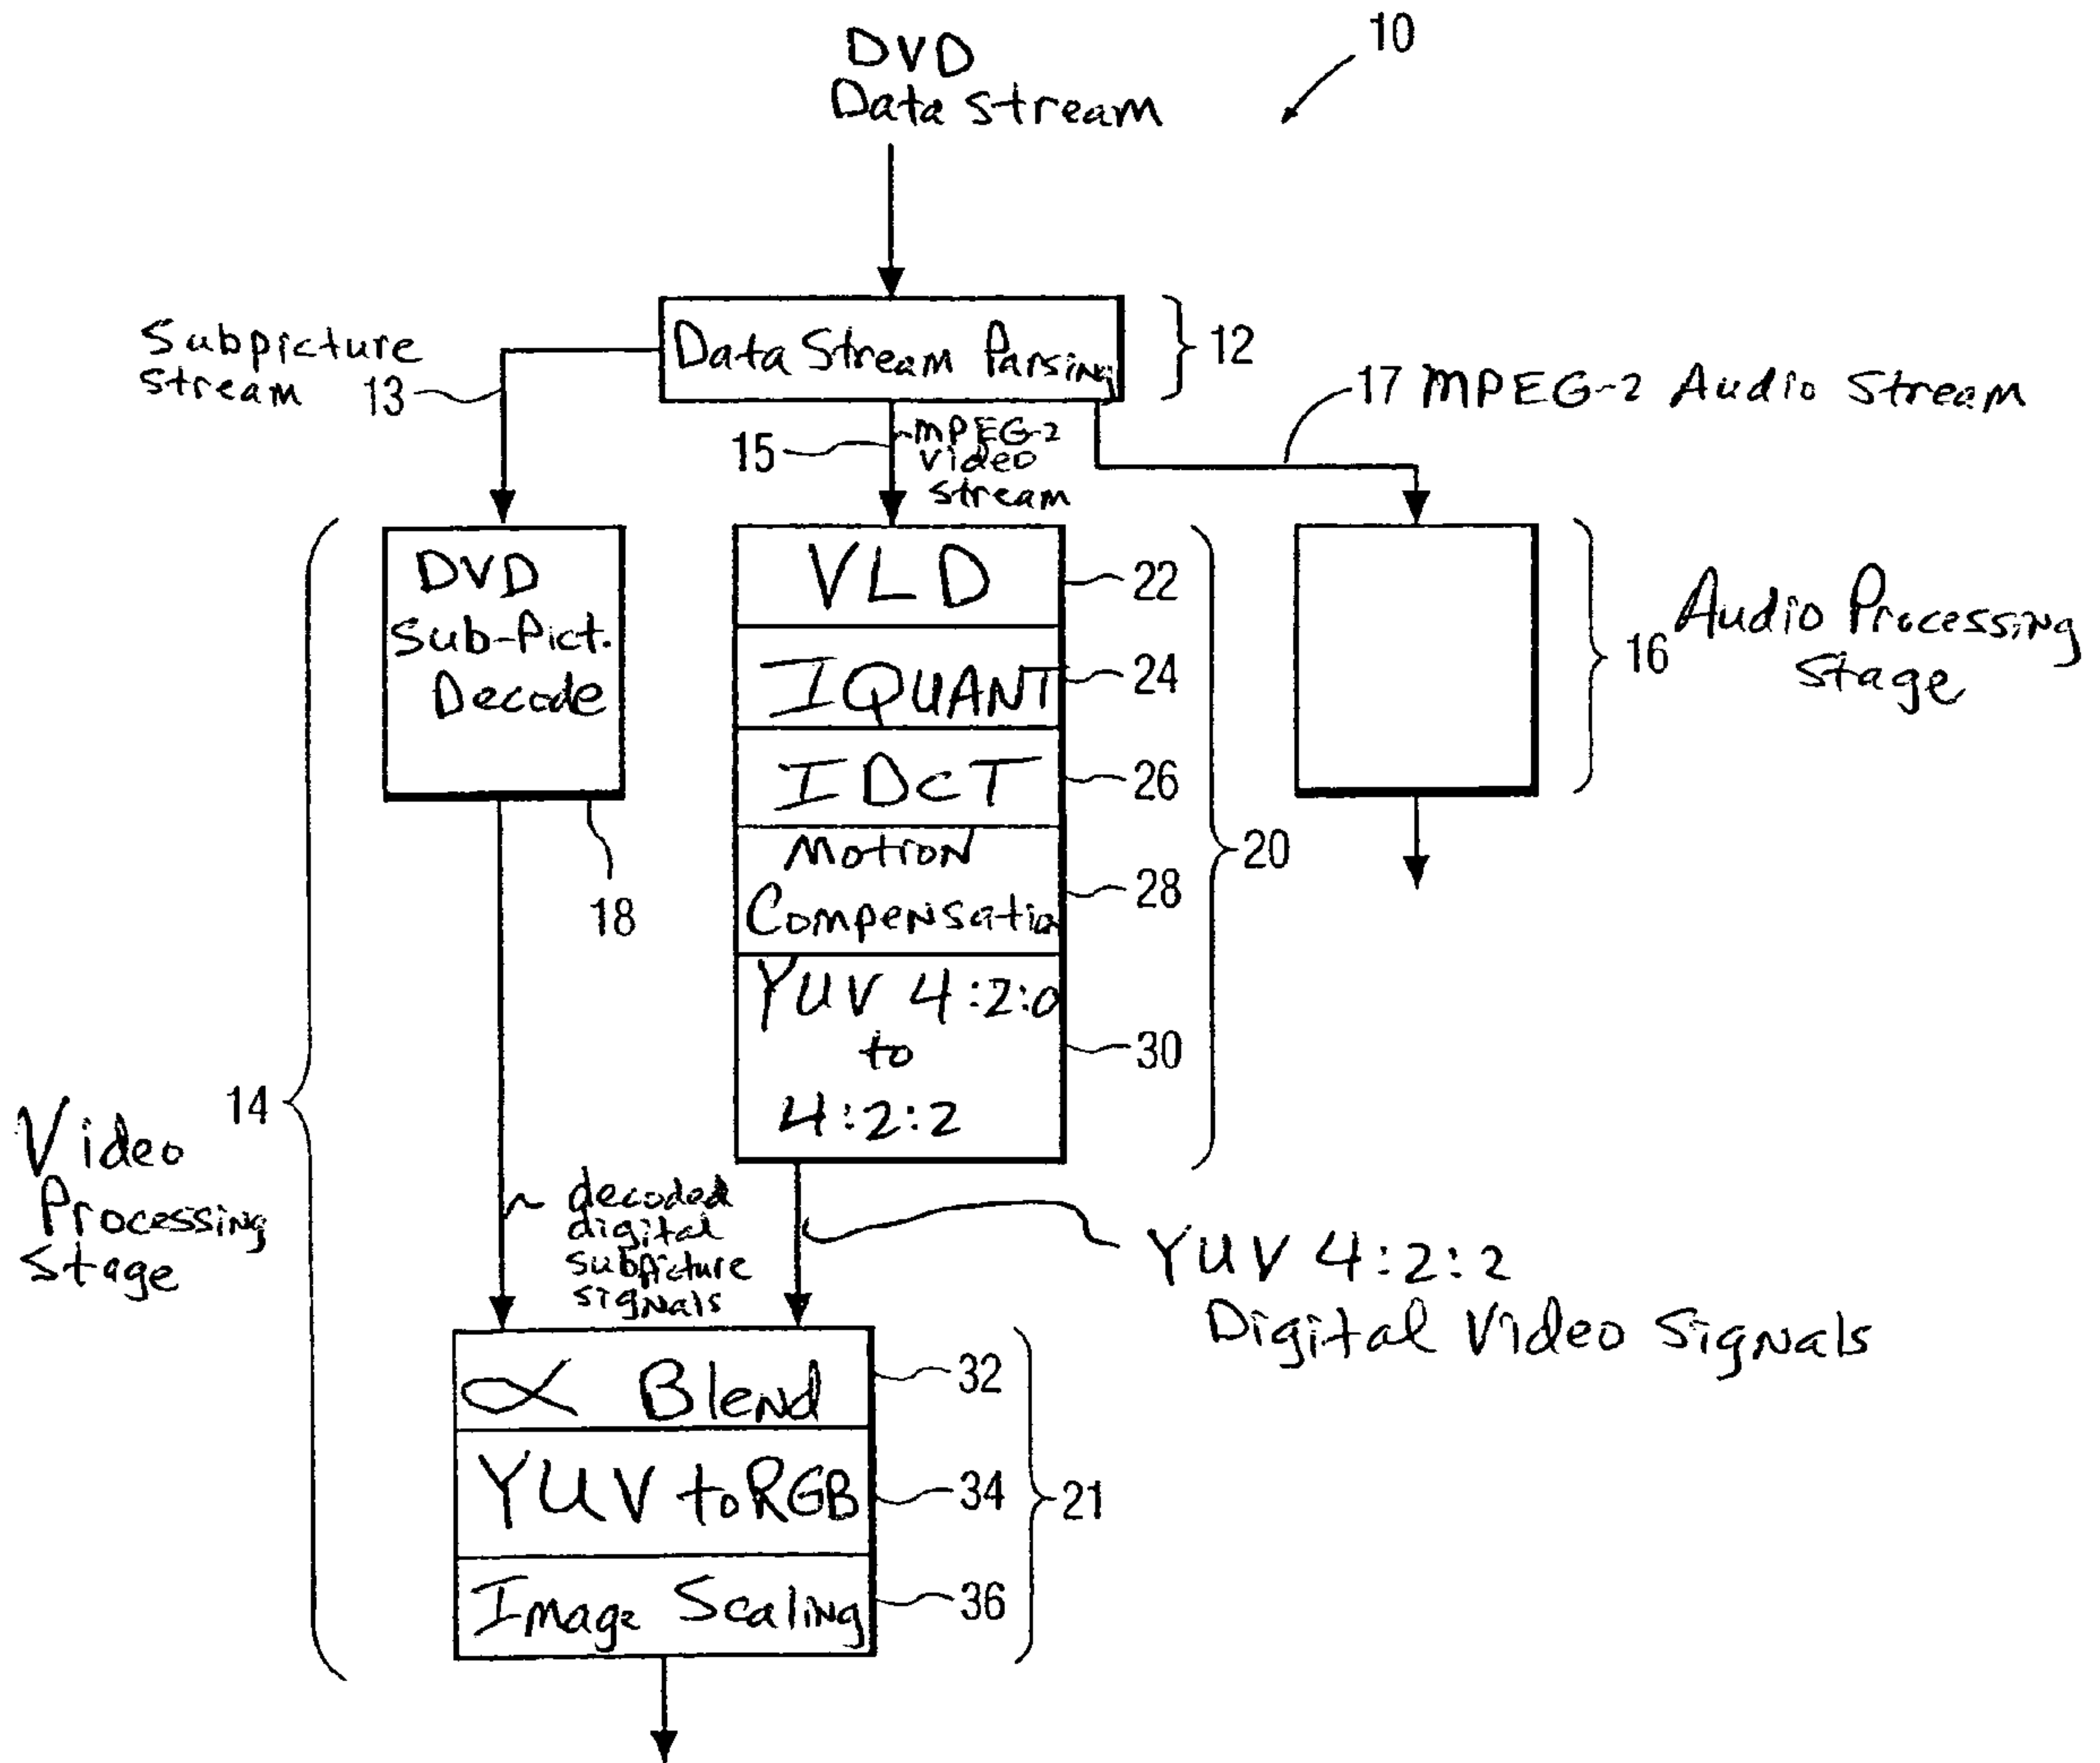 DVD
Data Stream
10
Data Stream Parsing
12
Subpicture
stream 13
17 MPEG-2 Audio Stream
15
MPEG-2
Video
stream
DVD
Sub-Pict.
Decode
18
VLD
22
IQUANT
24
IDCT
26
Motion
Compensation
28
YUV 4:2:0
to
4:2:2
30
20
16
Audio Processing
Stage
14
Video
Processing
Stage
decoded
digital
subpicture
signals
YUV 4:2:2
Digital Video Signals
α Blend
32
YUV to RGB
34
21
Image Scaling
36